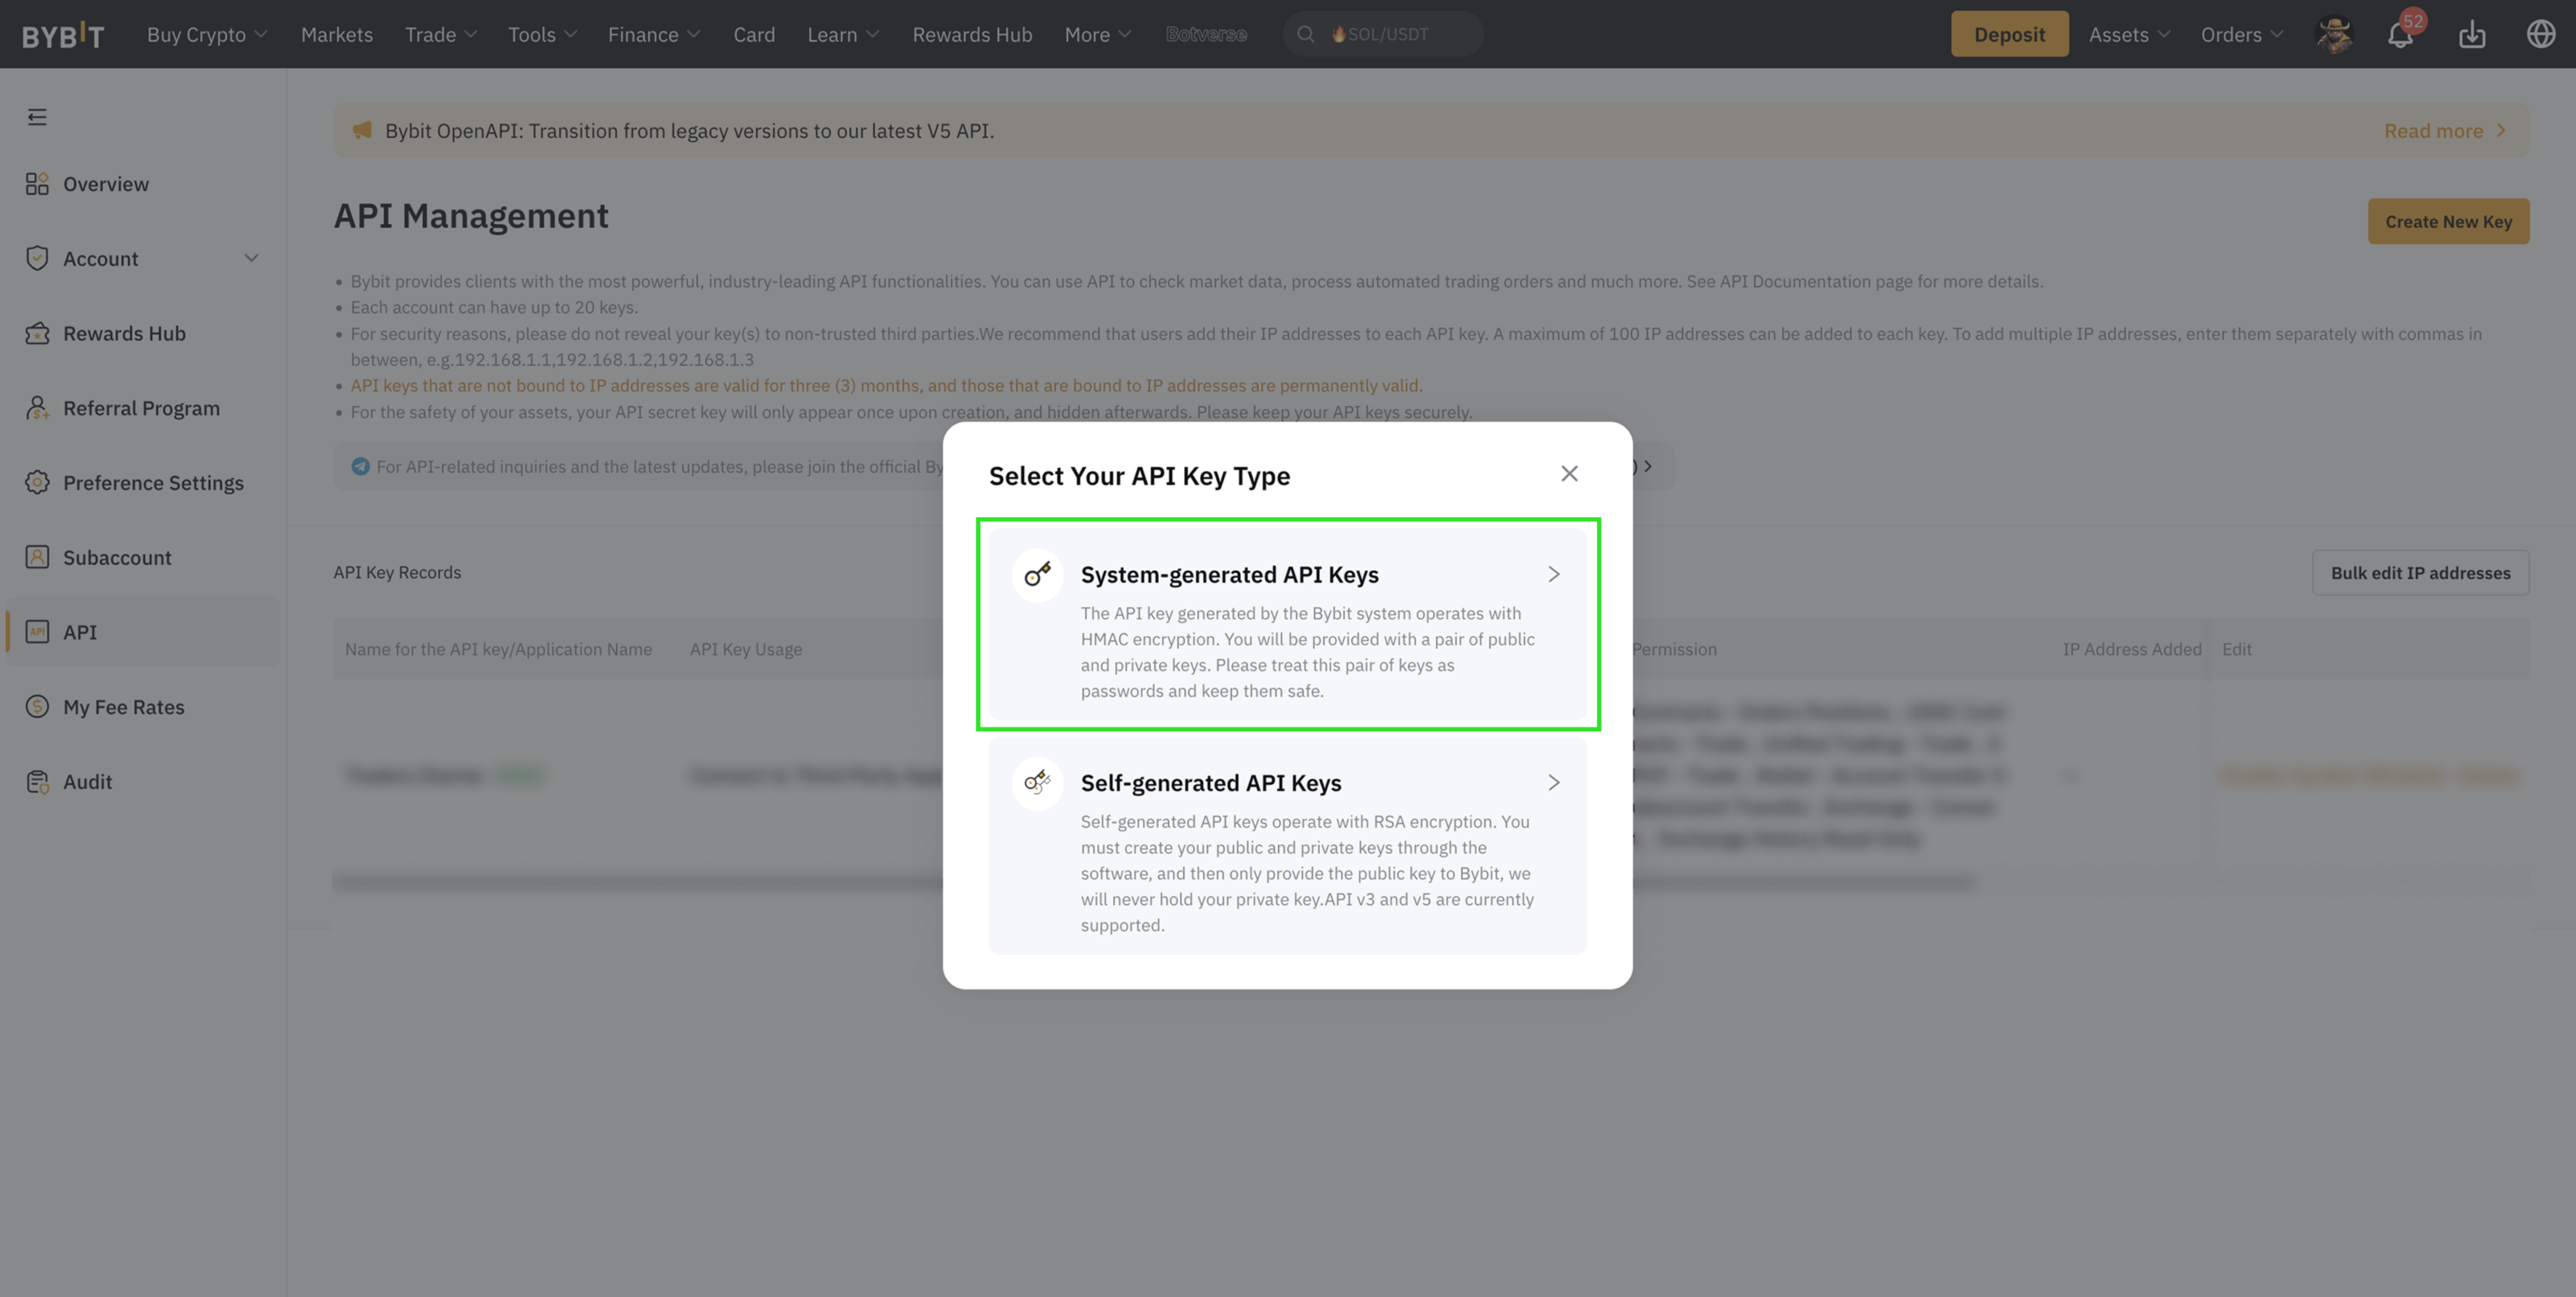 BYBIT Buy Crypto Markets Trade Tools Finance Card Learn Rewards Hub More Botverse SOL/USDT Deposit Assets Orders 52
Bybit OpenAPI: Transition from legacy versions to our latest V5 API. Read more
Overview
Account
Rewards Hub
Referral Program
Preference Settings
Subaccount
API
My Fee Rates
Audit
API Management
Create New Key
• Bybit provides clients with the most powerful, industry-leading API functionalities. You can use API to check market data, process automated trading orders and much more. See API Documentation page for more details.
• Each account can have up to 20 keys.
• For security reasons, please do not reveal your key(s) to non-trusted third parties.We recommend that users add their IP addresses to each API key. A maximum of 100 IP addresses can be added to each key. To add multiple IP addresses, enter them separately with commas in
between, e.g.192.168.1.1,192.168.1.2,192.168.1.3
• API keys that are not bound to IP addresses are valid for three (3) months, and those that are bound to IP addresses are permanently valid.
• For the safety of your assets, your API secret key will only appear once upon creation, and hidden afterwards. Please keep your API keys securely.
For API-related inquiries and the latest updates, please join the official By
)
API Key Records
Bulk edit IP addresses
Name for the API key/Application Name API Key Usage Permission IP Address Added Edit
Select Your API Key Type
System-generated API Keys
The API key generated by the Bybit system operates with
HMAC encryption. You will be provided with a pair of public
and private keys. Please treat this pair of keys as
passwords and keep them safe.
Self-generated API Keys
Self-generated API keys operate with RSA encryption. You
must create your public and private keys through the
software, and then only provide the public key to Bybit, we
will never hold your private key.API v3 and v5 are currently
supported.